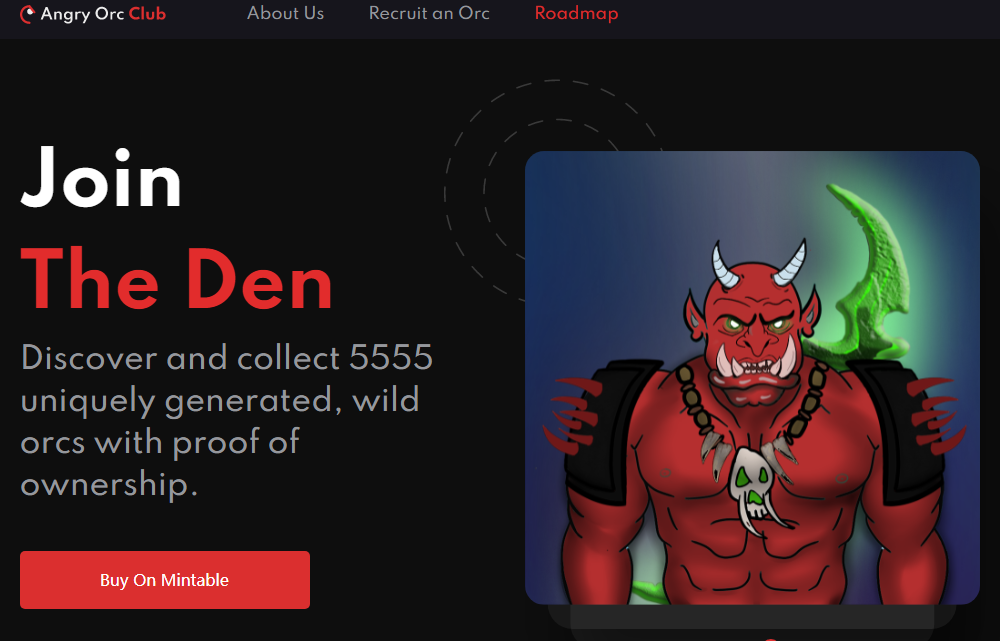 Angry Orc Club
About Us
Recruit an Orc
Roadmap
Join
The Den
Discover and collect 5555
uniquely generated, wild
orcs with proof of
ownership.
Buy On Mintable